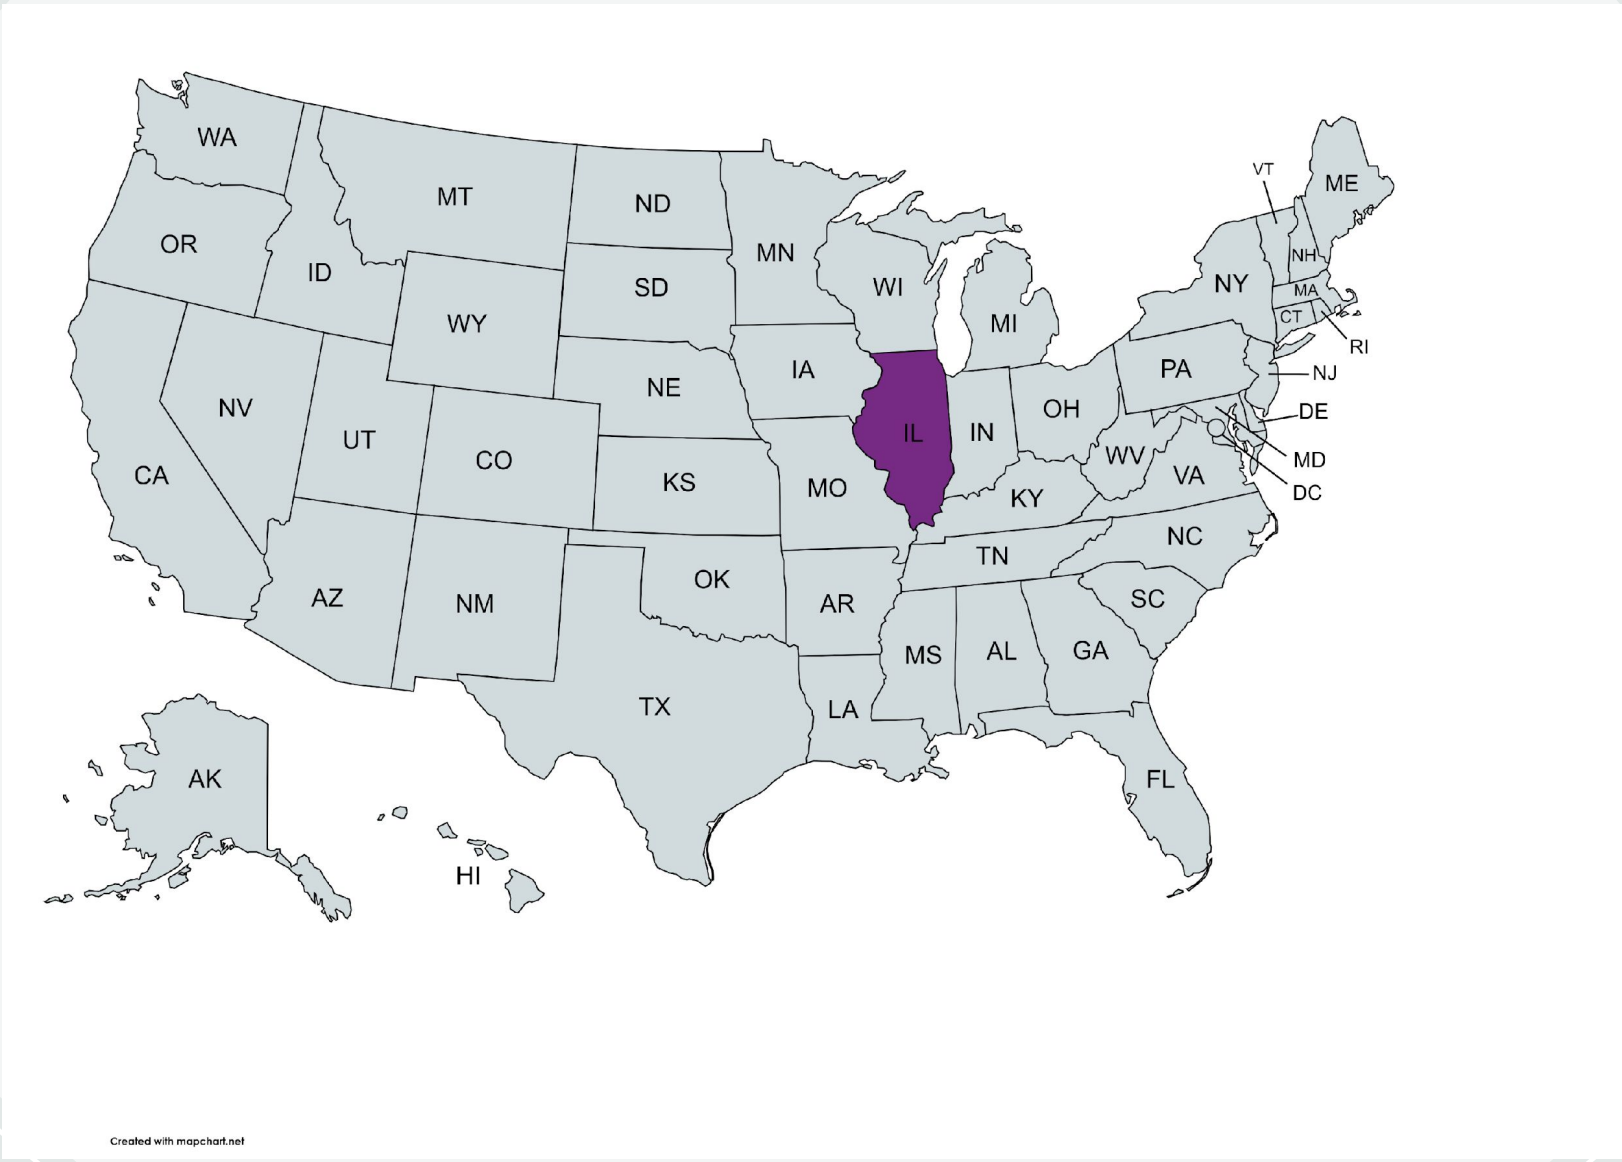 WA
MT
ND
MN
VT
ME
OR
ID
SD
WI
NY
NH
MA
WY
MI
CT
RI
IA
PA
NJ
NE
NV
OH
DE
UT
CO
IL
IN
WV
MD
CA
KS
MO
KY
VA
DC
AZ
NM
OK
AR
TN
NC
SC
MS
AL
GA
TX
LA
AK
FL
HI
Created with mapchart.net